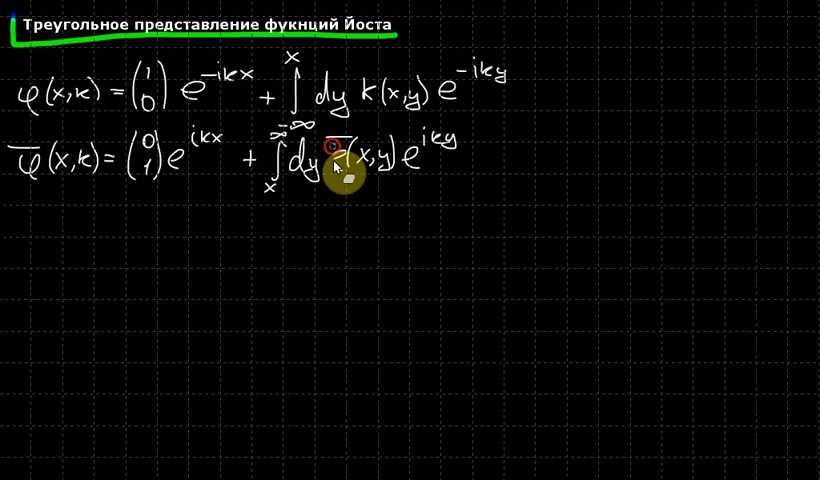 Треугольное представление фукнций Йоста
φ(x,k) = (1 0) e^{-ikx} + ∫_{-∞}^{x} dy k(x,y) e^{-iky}
φ̅(x,k) = (0 1) e^{ikx} + ∫_{x}^{∞} dy (x,y) e^{iky}